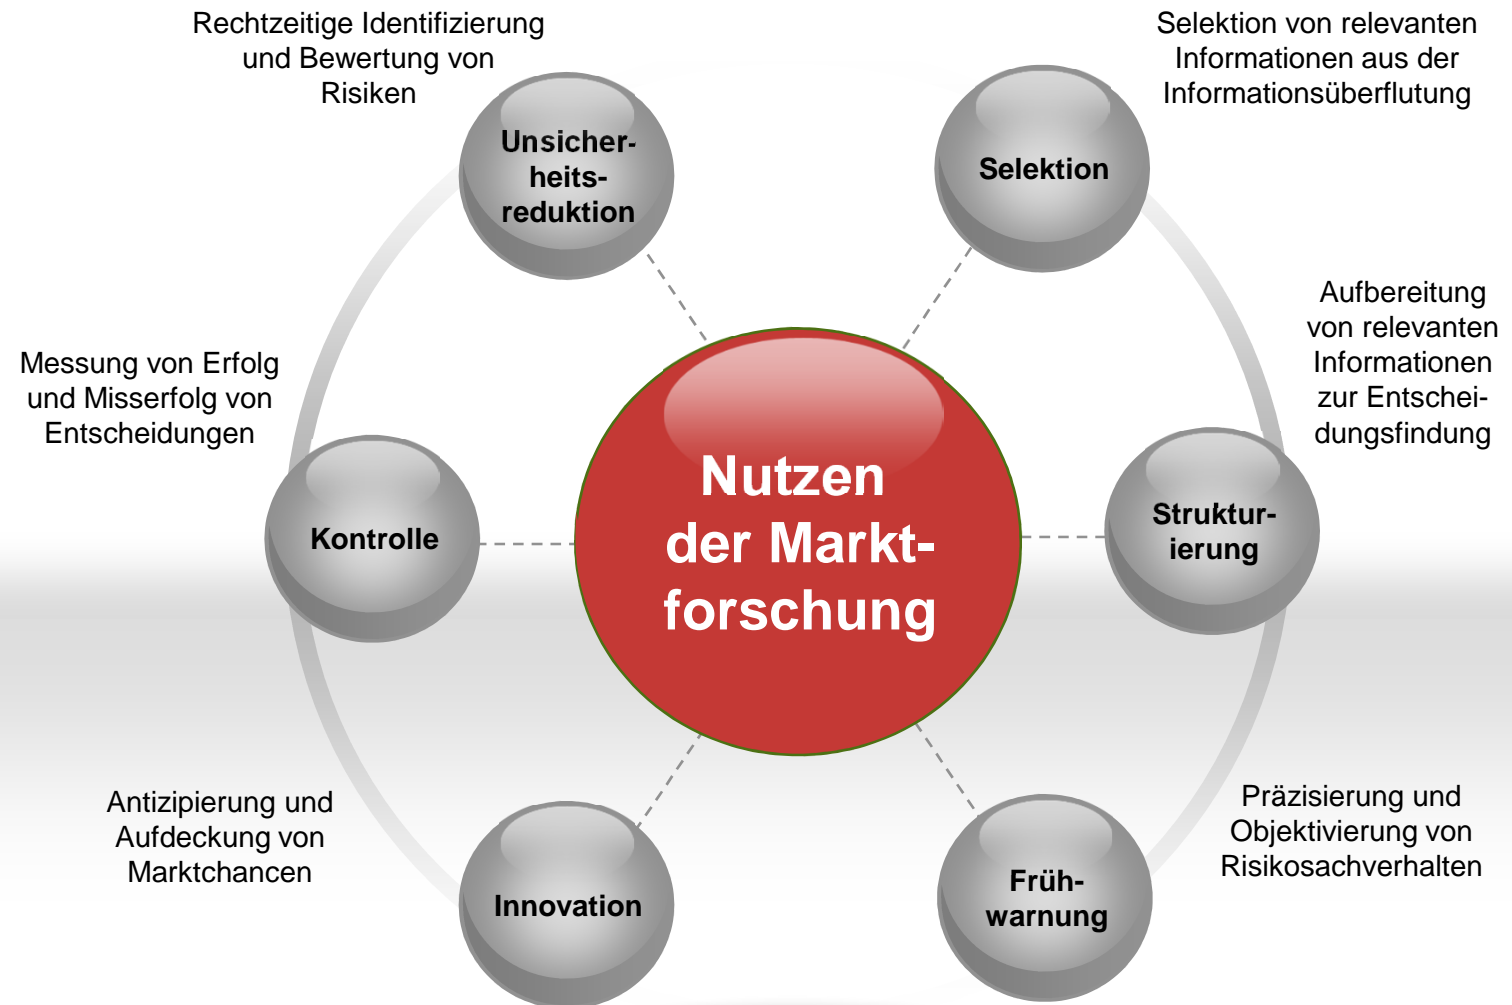 Rechtzeitige Identifizierung
und Bewertung von
Risiken
Unsicher-
heits-
reduktion
Selektion von relevanten
Informationen aus der
Informationsüberflutung
Selektion
Aufbereitung
von relevanten
Informationen
zur Entschei-
dungsfindung
Struktur-
ierung
Messung von Erfolg
und Misserfolg von
Entscheidungen
Kontrolle
Nutzen
der Markt-
forschung
Antizipierung und
Aufdeckung von
Marktchancen
Innovation
Präzisierung und
Objektivierung von
Risikosachverhalten
Früh-
warnung